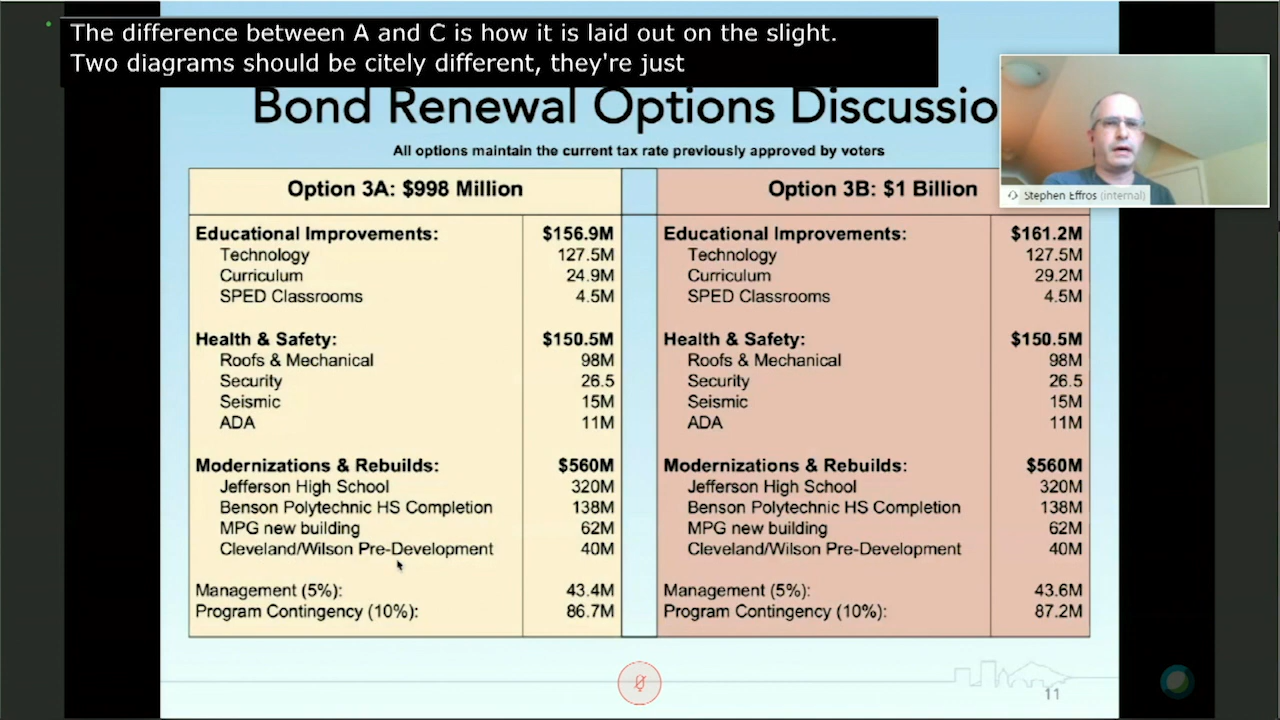 The difference between A and C is how it is laid out on the slight.
Two diagrams should be citely different, they're just
Bond Renewal Options Discussio
All options maintain the current tax rate previously approved by voters
Stephen Effros (internal)
Option 3A: $998 Million
Educational Improvements: $156.9M
Technology 127.5M
Curriculum 24.9M
SPED Classrooms 4.5M
Health & Safety: $150.5M
Roofs & Mechanical 98M
Security 26.5
Seismic 15M
ADA 11M
Modernizations & Rebuilds: $560M
Jefferson High School 320M
Benson Polytechnic HS Completion 138M
MPG new building 62M
Cleveland/Wilson Pre-Development 40M
Management (5%): 43.4M
Program Contingency (10%): 86.7M
Option 3B: $1 Billion
Educational Improvements: $161.2M
Technology 127.5M
Curriculum 29.2M
SPED Classrooms 4.5M
Health & Safety: $150.5M
Roofs & Mechanical 98M
Security 26.5
Seismic 15M
ADA 11M
Modernizations & Rebuilds: $560M
Jefferson High School 320M
Benson Polytechnic HS Completion 138M
MPG new building 62M
Cleveland/Wilson Pre-Development 40M
Management (5%): 43.6M
Program Contingency (10%): 87.2M
11